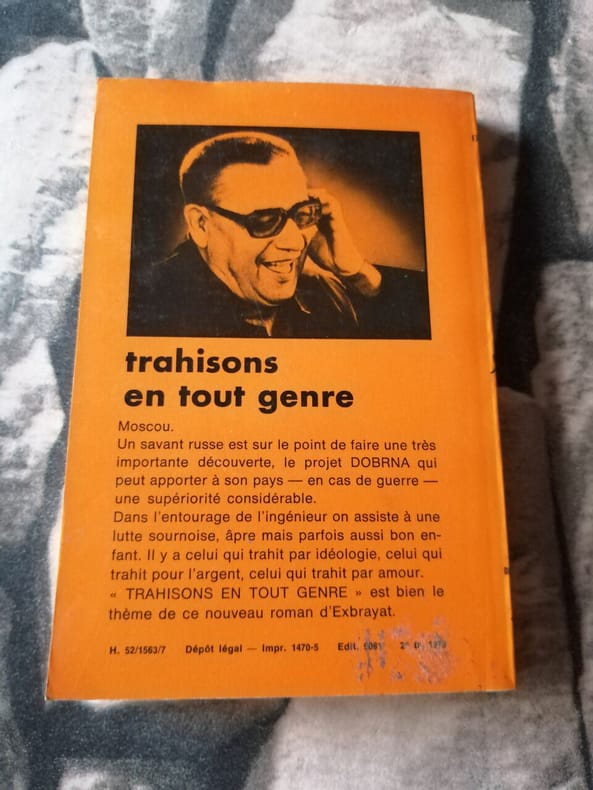 trahisons
en tout genre
Moscou.
Un savant russe est sur le point de faire une très
importante découverte, le projet DOBRNA qui
peut apporter à son pays — en cas de guerre —
une supériorité considérable.
Dans l'entourage de l'ingénieur on assiste à une
lutte sournoise, âpre mais parfois aussi bon en-
fant. Il y a celui qui trahit par idéologie, celui qui
trahit pour l'argent, celui qui trahit par amour.
« TRAHISONS EN TOUT GENRE » est bien le
thème de ce nouveau roman d'Exbrayat.
H. 52/1563/7 Dépôt légal — Impr. 1470-5 Edit.